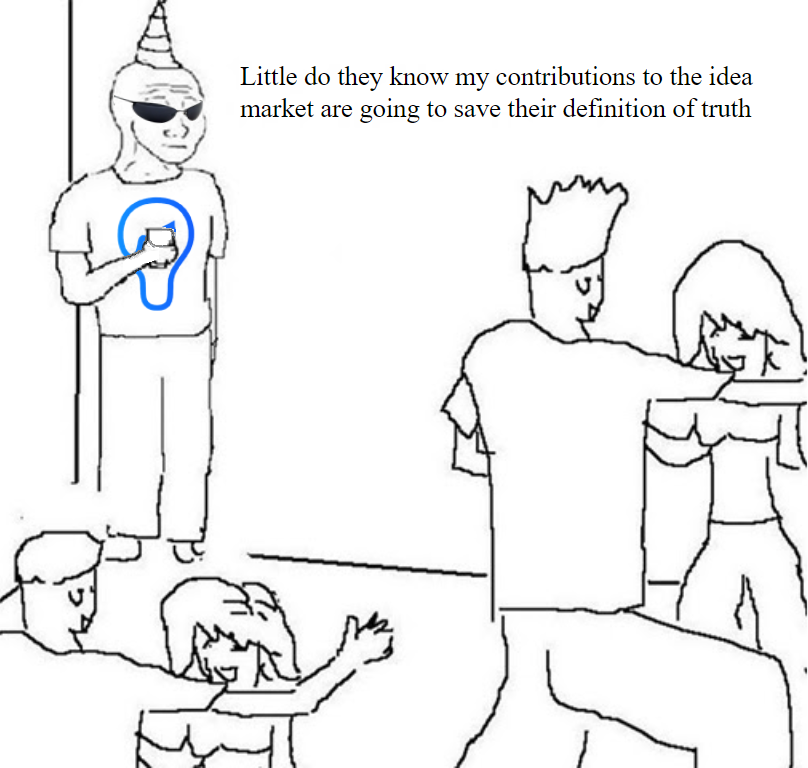 Little do they know my contributions to the idea
market are going to save their definition of truth